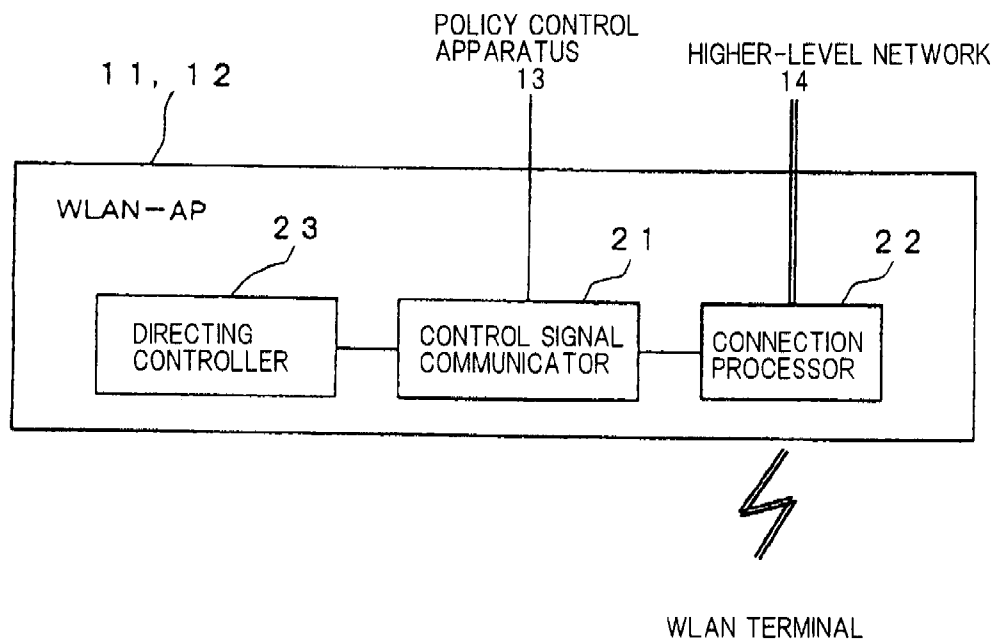 POLICY CONTROL
APPARATUS
13
HIGHER-LEVEL NETWORK
14
11, 12
WLAN-AP
23
21
22
DIRECTING
CONTROLLER
CONTROL SIGNAL
COMMUNICATOR
CONNECTION
PROCESSOR
WLAN TERMINAL